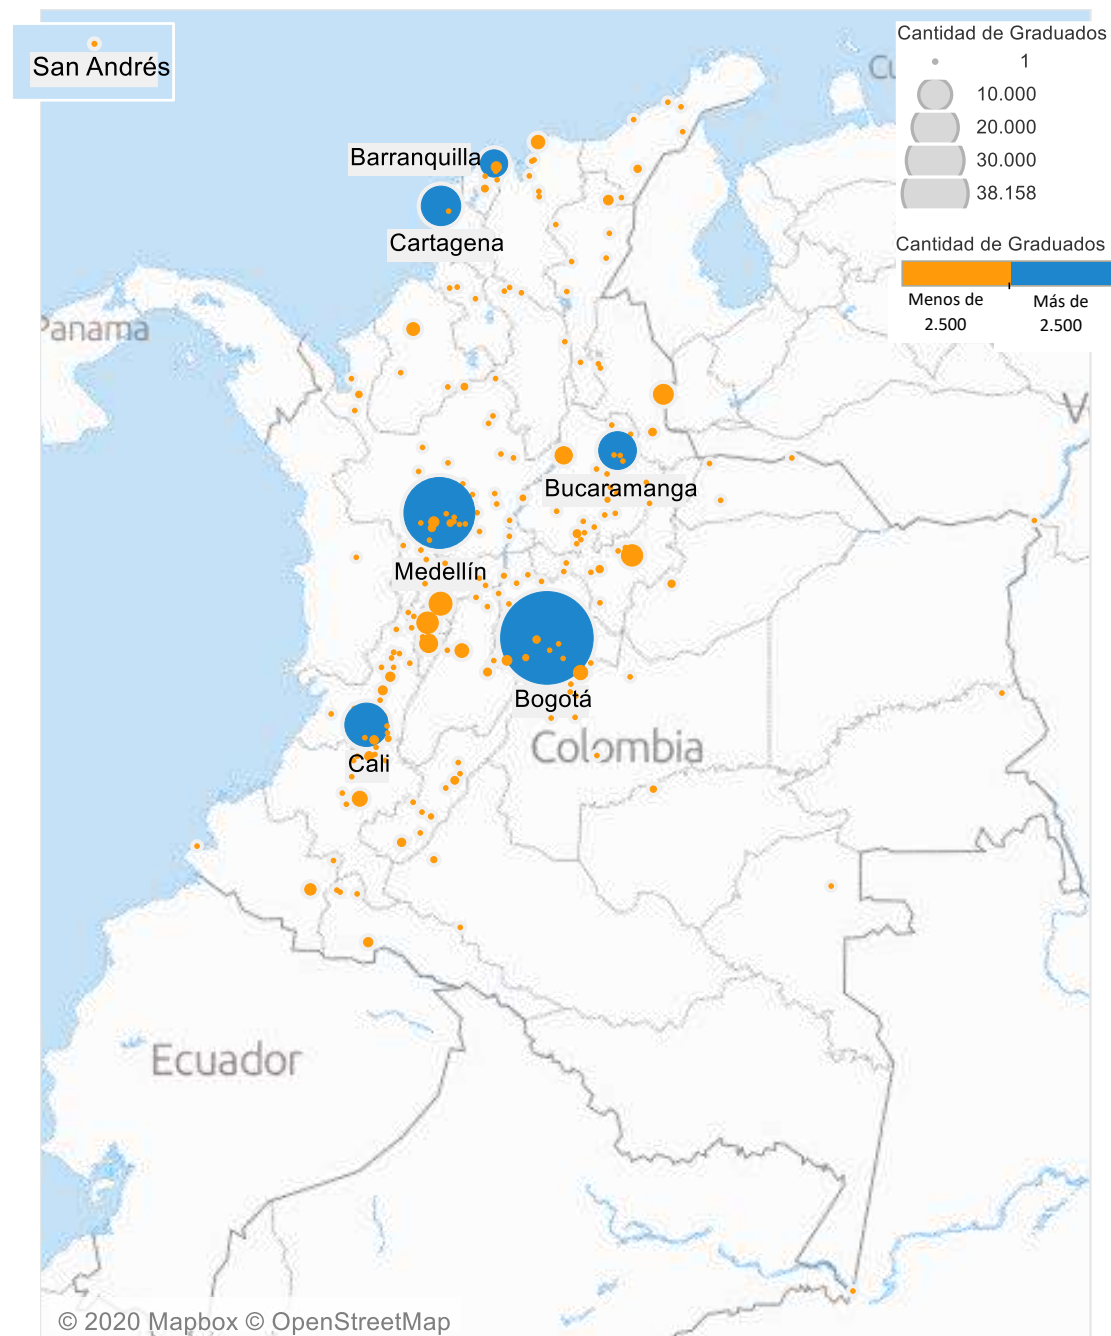 San Andrés
Cantidad de Graduados
1
10.000
20.000
30.000
38.158
Cantidad de Graduados
Menos de
2.500
Más de
2.500
Barranquilla
Cartagena
Panama
Bucaramanga
Medellín
Bogotá
Colombia
Cali
Ecuador
© 2020 Mapbox © OpenStreetMap